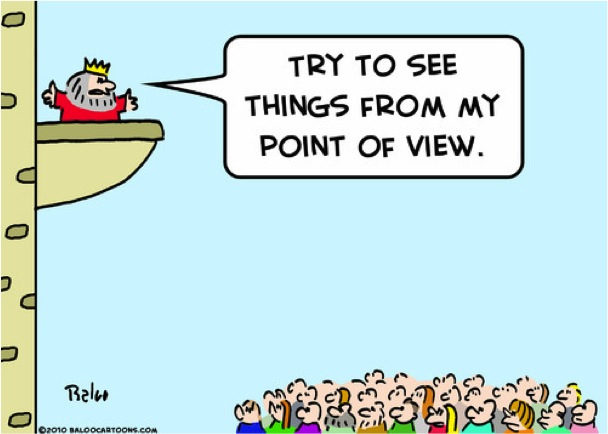 TRY TO SEE
THINGS FROM MY
POINT OF VIEW.
Baloo
©2010 BALOOCARTOONS.COM